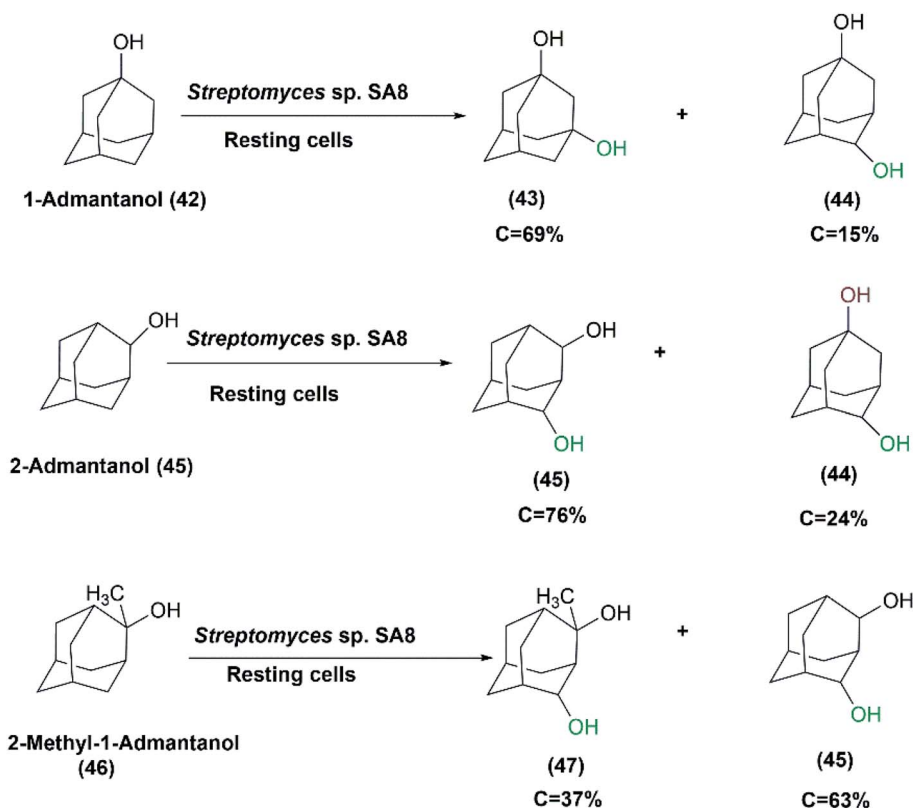 OH
OH
OH
Streptomyces sp. SA8
+
Resting cells
OH
OH
1-Admantanol (42)
(43)
(44)
C=69%
C=15%
OH
OH
OH
Streptomyces sp. SA8
+
Resting cells
OH
OH
2-Admantanol (45)
(45)
(44)
C=76%
C=24%
H₃C
OH
H₃C
OH
OH
Streptomyces sp. SA8
+
Resting cells
OH
OH
2-Methyl-1-Admantanol
(46)
(47)
(45)
C=37%
C=63%